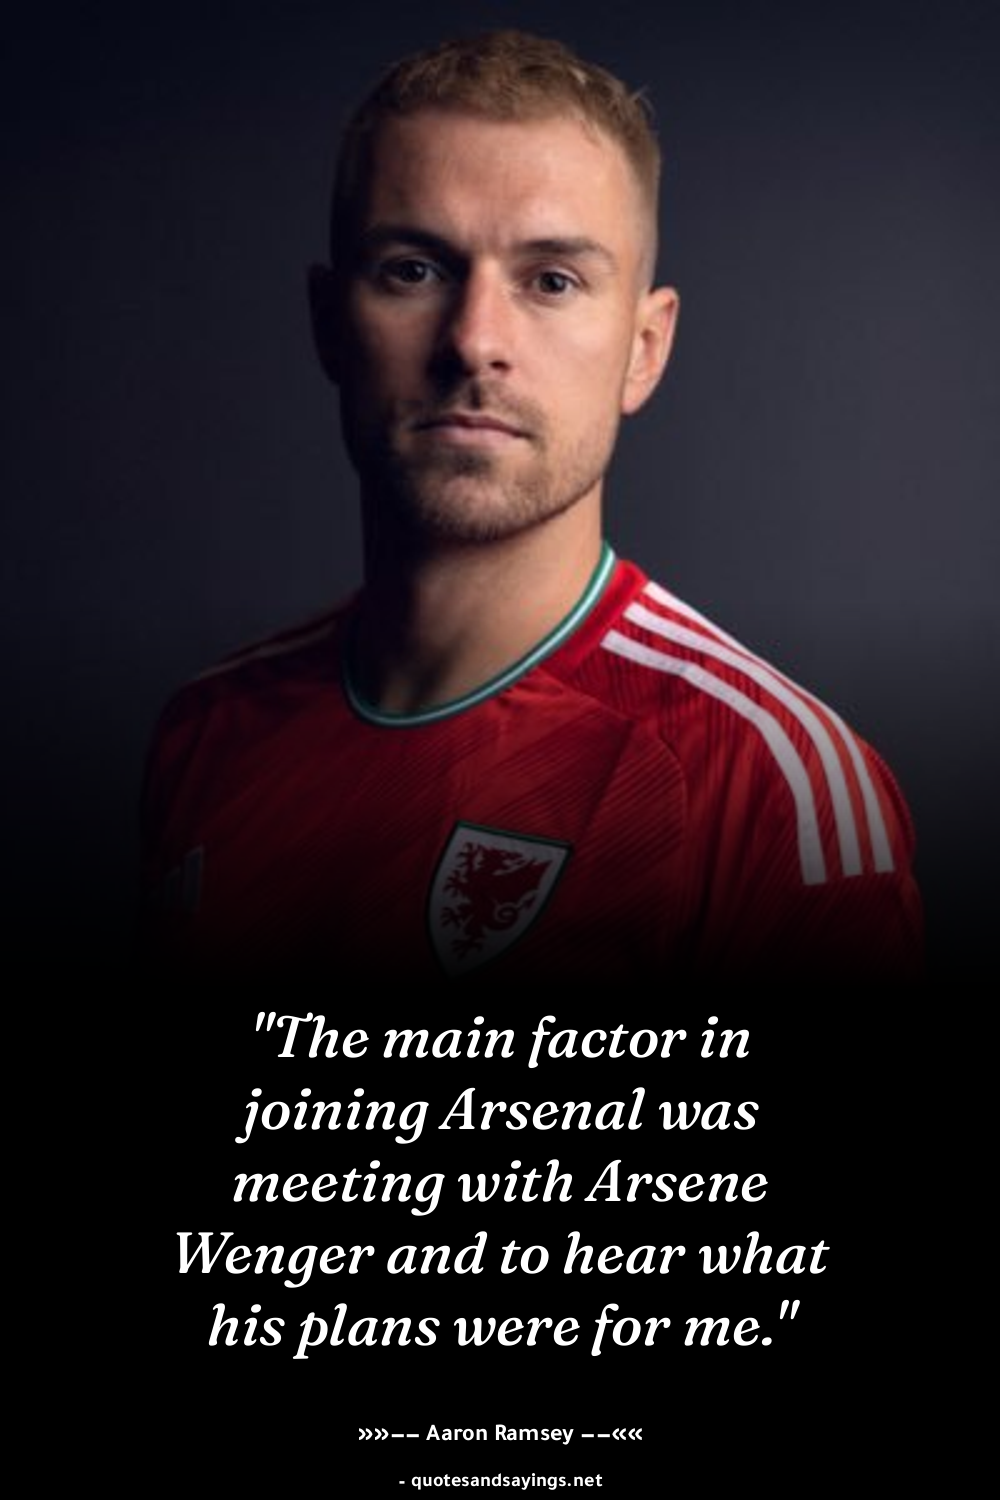 "The main factor in
joining Arsenal was
meeting with Arsene
Wenger and to hear what
his plans were for me."
»»−− Aaron Ramsey −−««
- quotesandsayings.net